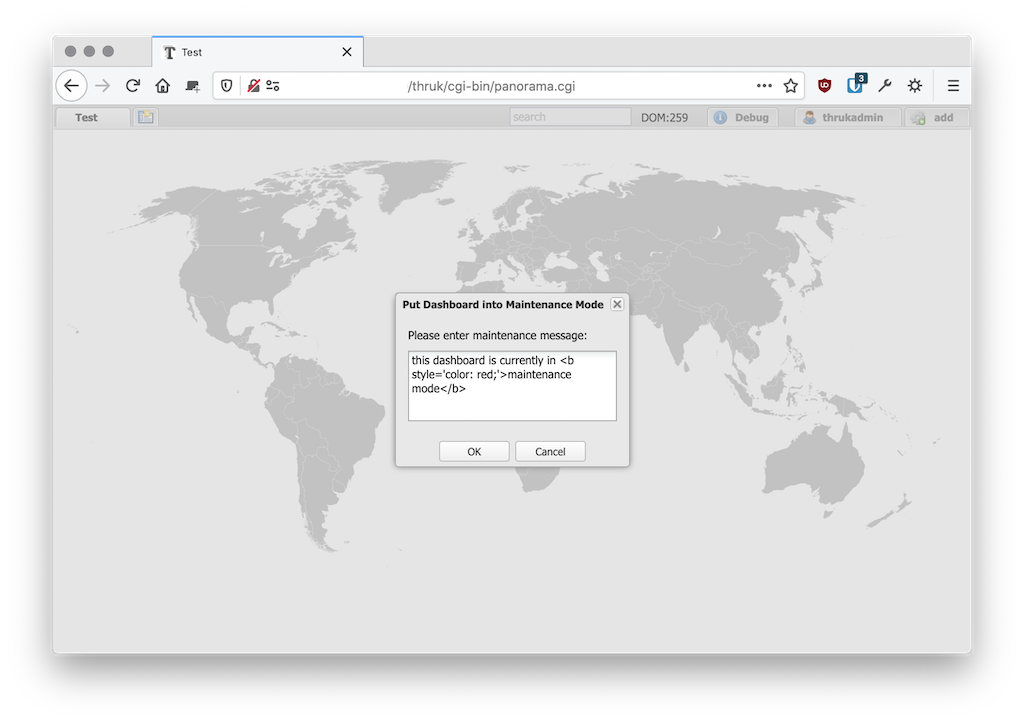 Test
/thruk/cgi-bin/panorama.cgi
3
Test
search
DOM:259
Debug
thrukadmin
add
Put Dashboard into Maintenance Mode
Please enter maintenance message:
this dashboard is currently in <b
style='color: red;'>maintenance
mode</b>
OK
Cancel